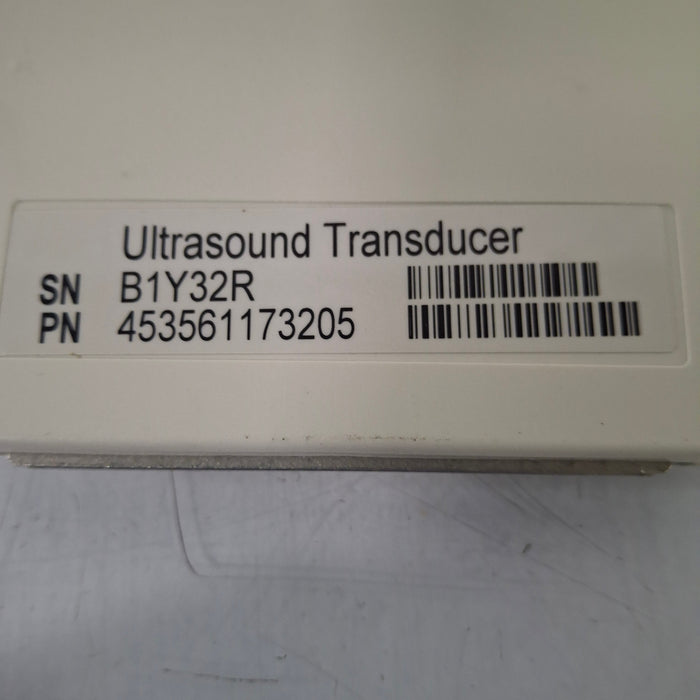 Ultrasound Transducer
SN B1Y32R
PN 453561173205